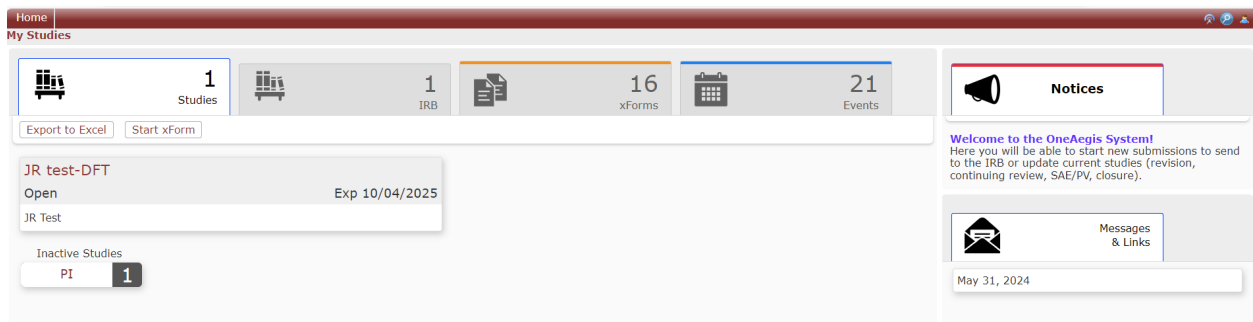 Home
My Studies
1
Studies
1
IRB
16
xForms
21
Events
Export to Excel
Start xForm
JR test-DFT
Open Exp 10/04/2025
JR Test
Inactive Studies
PI 1
Notices
Welcome to the OneAegis System!
Here you will be able to start new submissions to send
to the IRB or update current studies (revision,
continuing review, SAE/PV, closure).
Messages
& Links
May 31, 2024